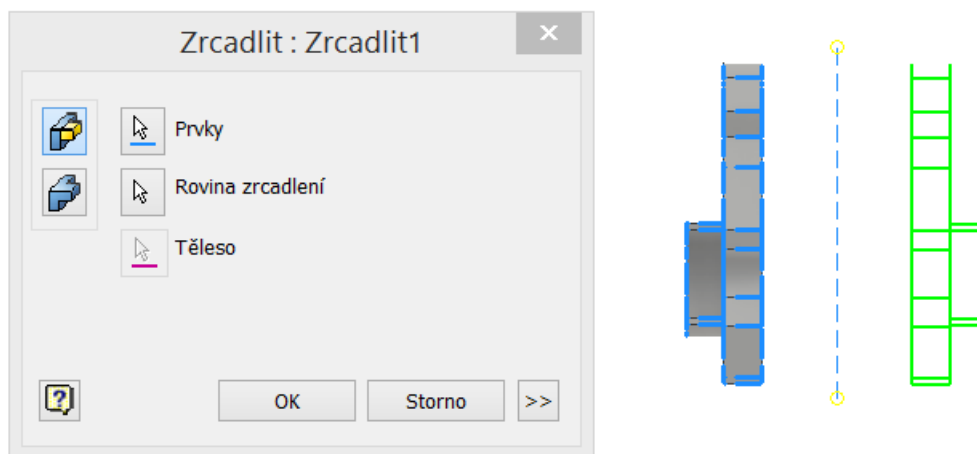 Zrcadlit : Zrcadlit1
Prvky
Rovina zrcadlení
Těleso
OK
Storno
>>